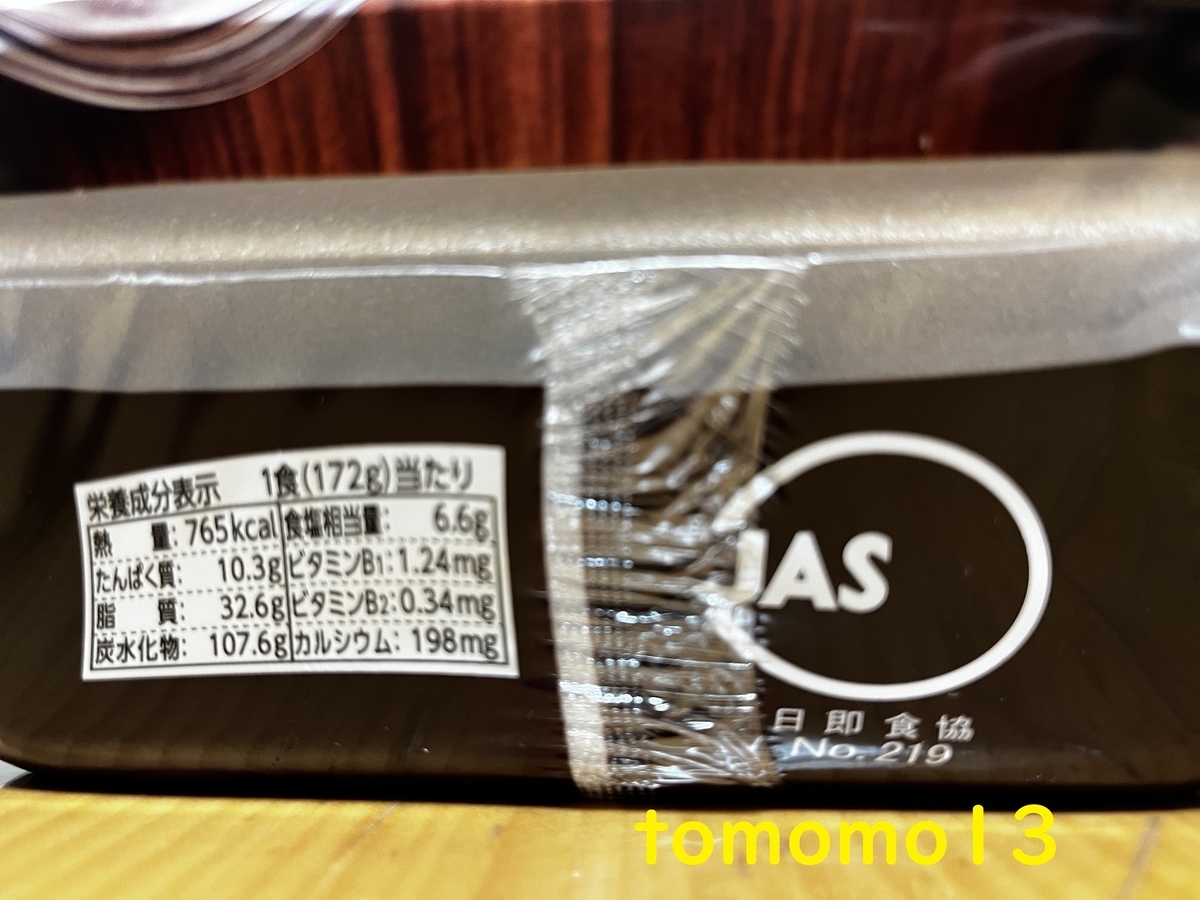 栄養成分表示 1食(172g)当たり
熱量: 765kcal 食塩相当量: 6.6g
たんぱく質: 10.3g ビタミンB1: 1.24mg
脂質: 32.6g ビタミンB2: 0.34mg
炭水化物: 107.6g カルシウム: 198mg
JAS
日即食協
No.219
tomomo13